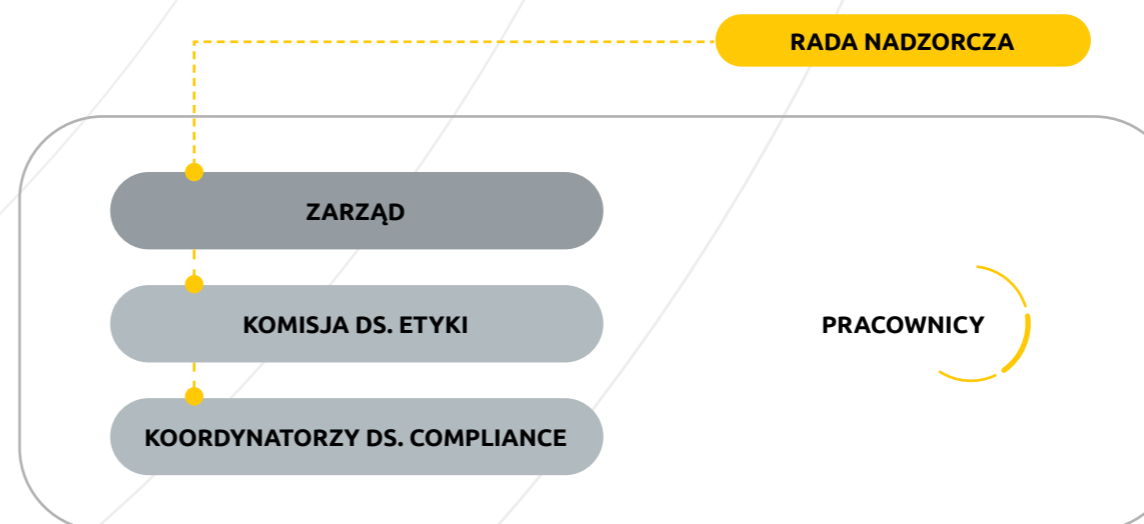 RADA NADZORCZA
ZARZĄD
KOMISJA DS. ETYKI
PRACOWNICY
KOORDYNATORZY DS. COMPLIANCE